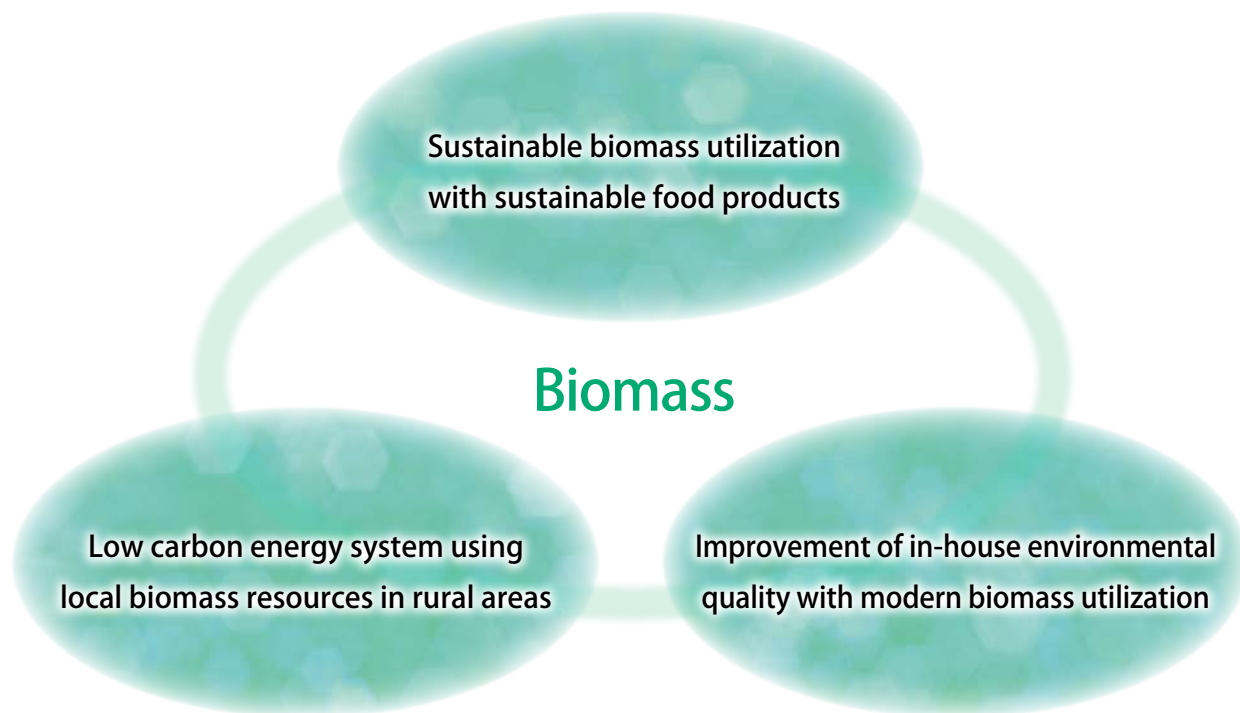 Sustainable biomass utilization
with sustainable food products
Biomass
Low carbon energy system using
local biomass resources in rural areas
Improvement of in-house environmental
quality with modern biomass utilization